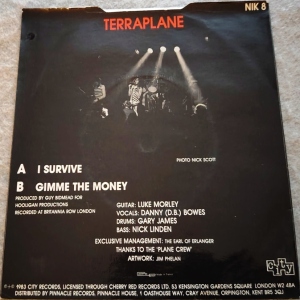 TERRAPLANE
NIK 8
PHOTO NICK SCOTT
A I SURVIVE
B GIMME THE MONEY
PRODUCED BY GUY BIDMEAD FOR
HOOLIGAN PRODUCTIONS
RECORDED AT BRITANNIA ROW LONDON
GUITAR: LUKE MORLEY
VOCALS: DANNY (D.B.) BOWES
DRUMS: GARY JAMES
BASS: NICK LINDEN
EXCLUSIVE MANAGEMENT: THE EARL OF ERLANGER
THANKS TO THE 'PLANE CREW'
ARTWORK: JIM PHELAN
1983 CITY RECORDS, LICENSED THROUGH CHERRY RED RECORDS LTD. 53 KENSINGTON GARDENS SQUARE LONDON W2 4BA
DISTRIBUTED BY PINNACLE RECORDS, PINNACLE HOUSE, 1 OASTHOUSE WAY, CRAY AVENUE, ORPINGTON, KENT BR5 3QJ